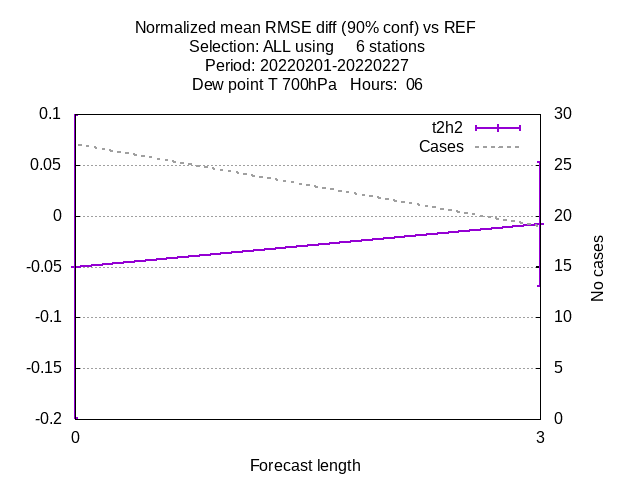 Normalized mean RMSE diff (90% conf) vs REF
Selection: ALL using     6 stations
Period: 20220201-20220227
Dew point T 700hPa   Hours:  06
0.1
0.05
0
-0.05
-0.1
-0.15
-0.2
t2h2
Cases
30
25
20
15
10
5
0
No cases
0
3
Forecast length